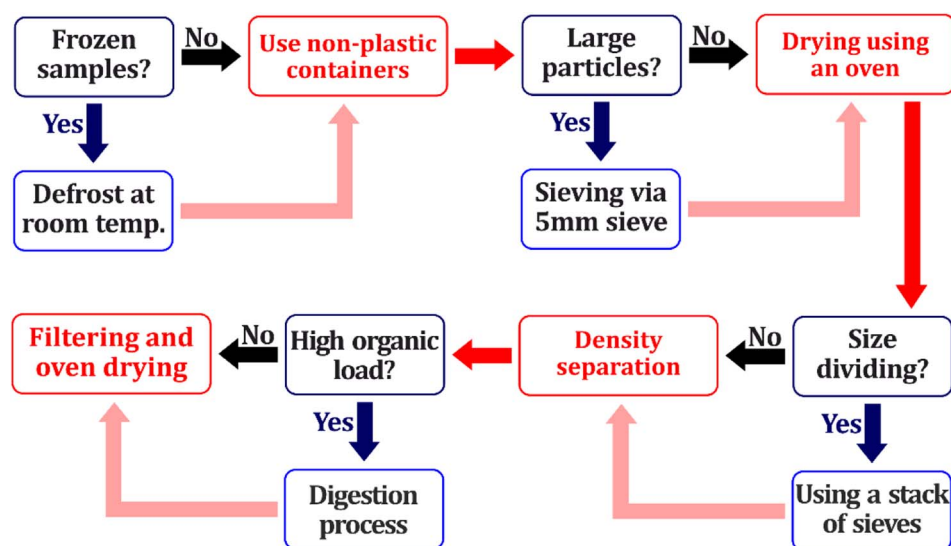 Frozen
samples?
No
Use non-plastic
containers
Large
particles?
No
Drying using
an oven
Yes
Yes
Defrost at
room temp.
Sieving via
5mm sieve
Filtering and
oven drying
No
High organic
load?
Density
separation
No
Size
dividing?
Yes
Yes
Digestion
process
Using a stack
of sieves